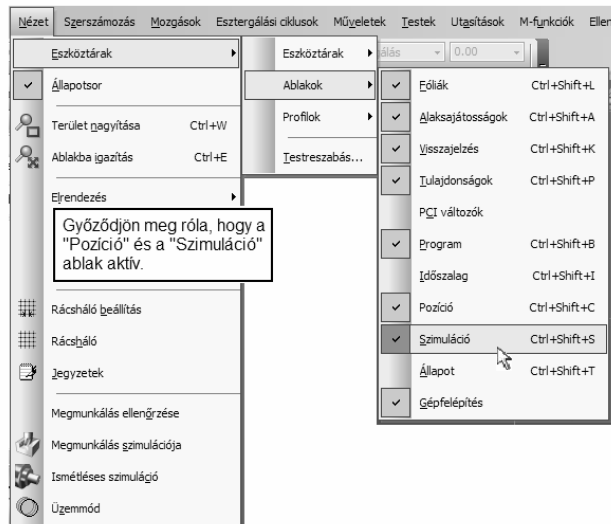 Nézet Szerszámozás Mozgások Esztergálási ciklusok Műveletek Testek Utasítások M-funkciók Ellen
Eszköztárak
Állapotsor
Terület nagyítása Ctrl+W
Ablakba igazítás Ctrl+E
Elrendezés
Győződjön meg róla, hogy a
"Pozíció" és a "Szimuláció"
ablak aktív.
Rácsháló beállítás
Rácsháló
Jegyzetek
Megmunkálás ellenőrzése
Megmunkálás szimulációja
Ismétléses szimuláció
Üzemmód
Eszköztárak
Ablakok
Profilok
Testreszabás...
álás 0.00
Fóliák Ctrl+Shift+L
Alaksajátosságok Ctrl+Shift+A
Visszajelzés Ctrl+Shift+K
Tulajdonságok Ctrl+Shift+P
PCI változók
Program Ctrl+Shift+B
Időszalag Ctrl+Shift+I
Pozíció Ctrl+Shift+C
Szimuláció Ctrl+Shift+S
Állapot Ctrl+Shift+T
Gépfelépítés